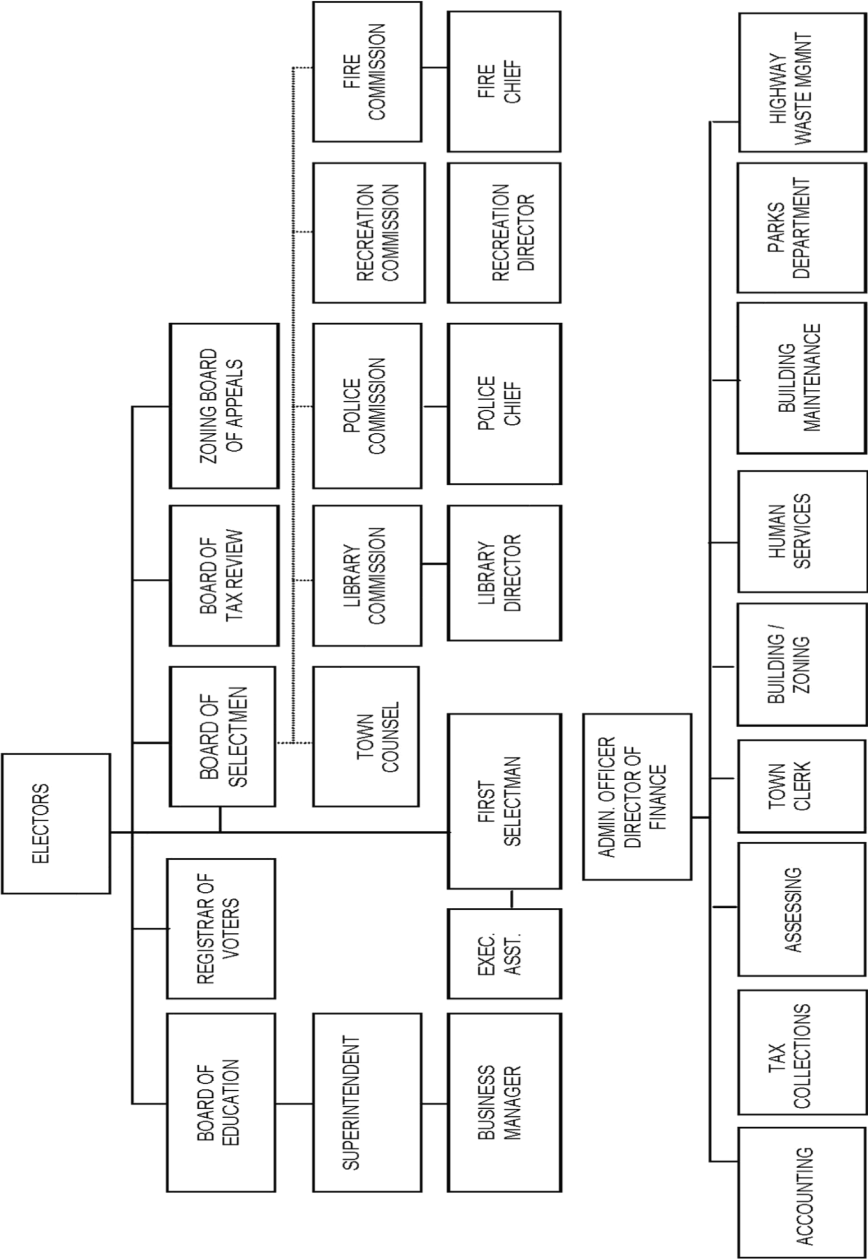 ELECTORS
BOARD OF
EDUCATION
REGISTRAR OF
VOTERS
BOARD OF
SELECTMEN
BOARD OF
TAX REVIEW
ZONING BOARD
OF APPEALS
SUPERINTENDENT
TOWN
COUNSEL
LIBRARY
COMMISSION
POLICE
COMMISSION
RECREATION
COMMISSION
FIRE
COMMISSION
BUSINESS
MANAGER
EXEC.
ASST.
FIRST
SELECTMAN
LIBRARY
DIRECTOR
POLICE
CHIEF
RECREATION
DIRECTOR
FIRE
CHIEF
ADMIN. OFFICER
DIRECTOR OF
FINANCE
ACCOUNTING
TAX
COLLECTIONS
ASSESSING
TOWN
CLERK
BUILDING /
ZONING
HUMAN
SERVICES
BUILDING
MAINTENANCE
PARKS
DEPARTMENT
HIGHWAY
WASTE MGMNT